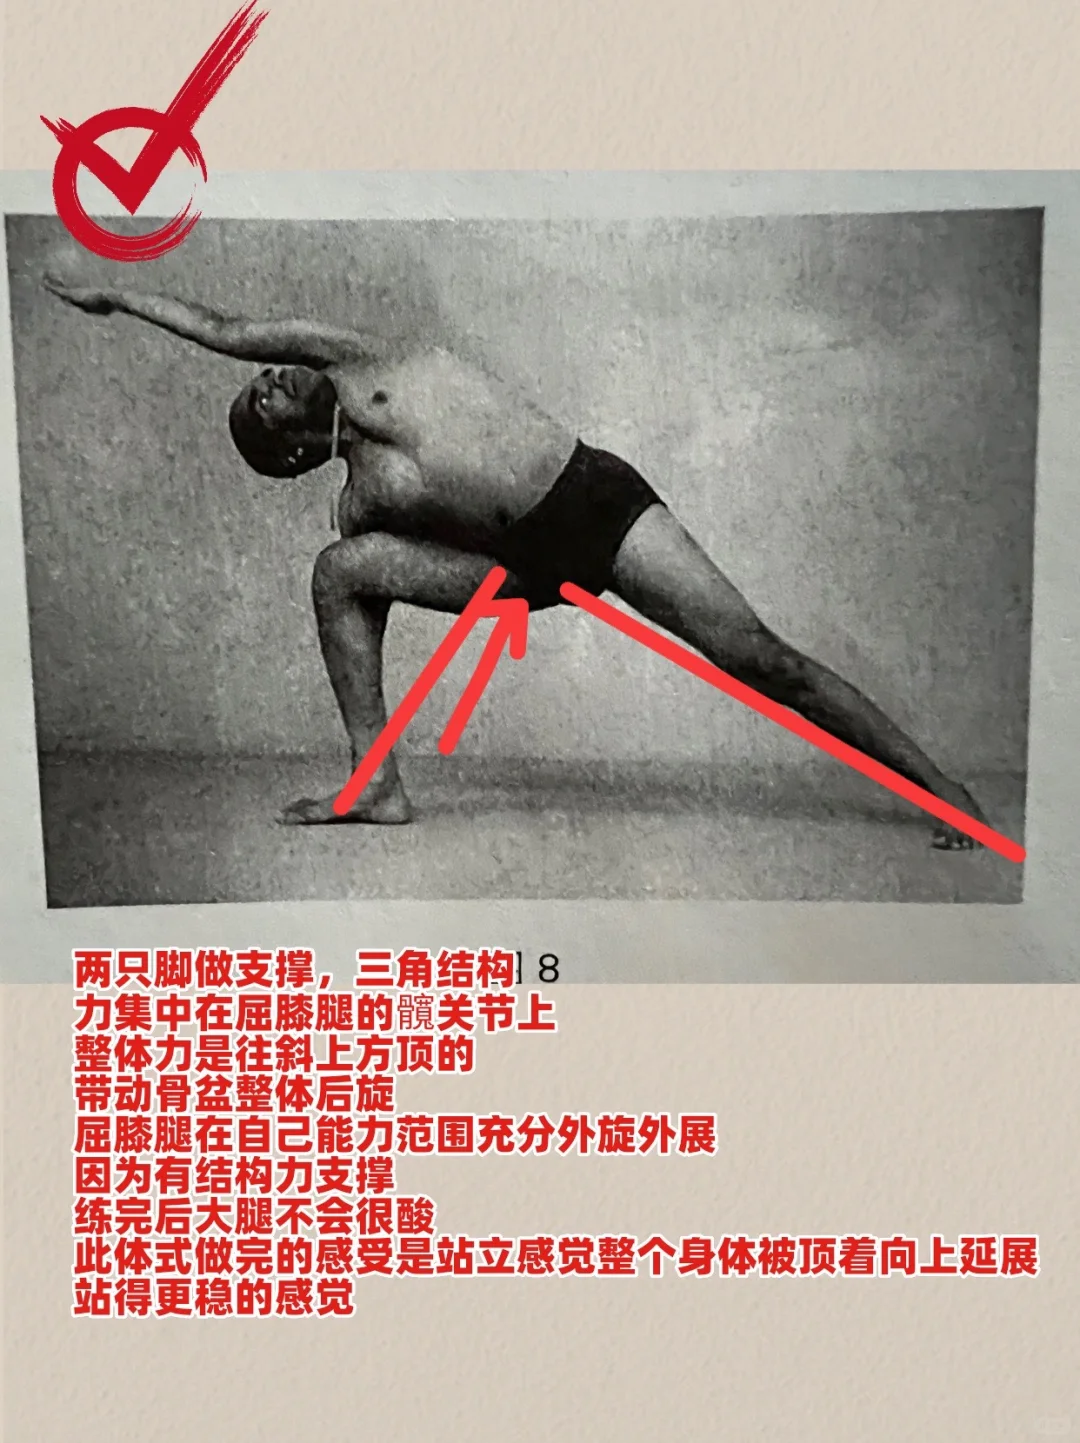 8
两只脚做支撑，三角结构
力集中在屈膝腿的髖关节上
整体力是往斜上方顶的
带动骨盆整体后旋
屈膝腿在自己能力范围充分外旋外展
因为有结构力支撑
练完后大腿不会很酸
此体式做完的感受是站立感觉整个身体被顶着向上延展
站得更稳的感觉